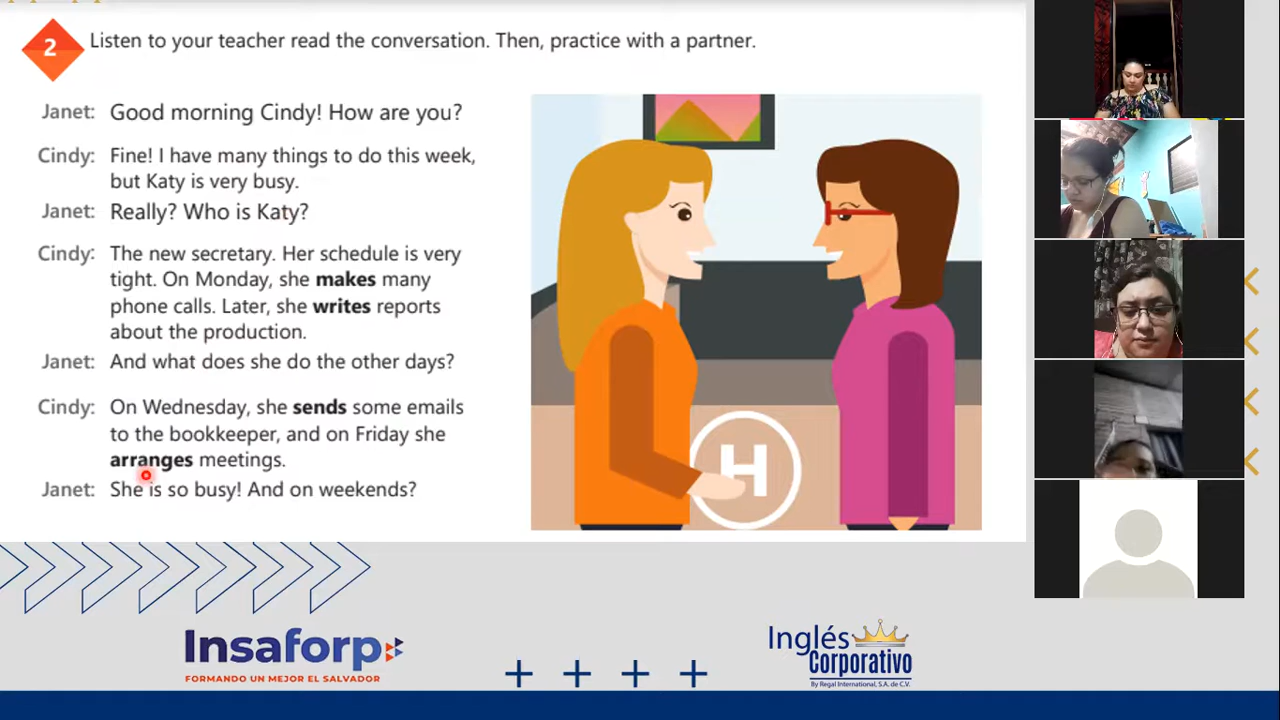 2
Listen to your teacher read the conversation. Then, practice with a partner.
Janet: Good morning Cindy! How are you?
Cindy: Fine! I have many things to do this week,
but Katy is very busy.
Janet: Really? Who is Katy?
Cindy: The new secretary. Her schedule is very
tight. On Monday, she makes many
phone calls. Later, she writes reports
about the production.
Janet: And what does she do the other days?
Cindy: On Wednesday, she sends some emails
to the bookkeeper, and on Friday she
arranges meetings.
Janet: She is so busy! And on weekends?
H
Insaforp
FORMANDO UN MEJOR EL SALVADOR
Inglés
Corporativo
By Regal International, S.A. de C.V.